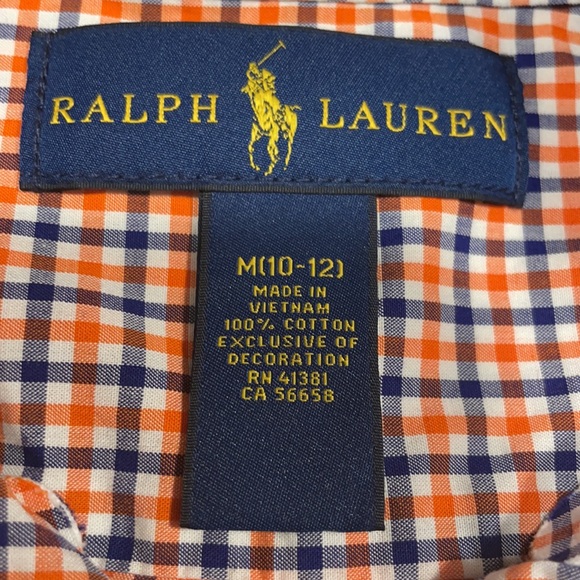 RALPH LAUREN
M(10-12)
MADE IN
VIETNAM
100% COTTON
EXCLUSIVE OF
DECORATION
RN 41381
CA 56658